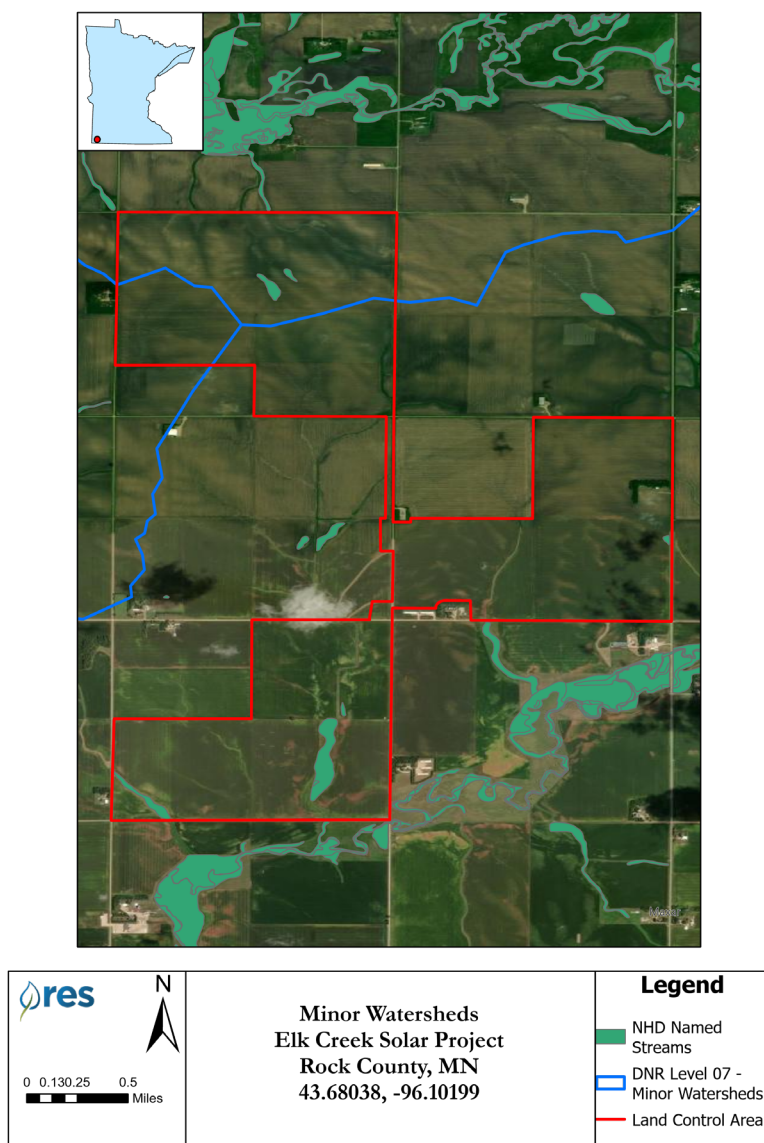 res
N
0 0.130.25 0.5
Miles
Minor Watersheds
Elk Creek Solar Project
Rock County, MN
43.68038, -96.10199
Legend
NHD Named
Streams
DNR Level 07 -
Minor Watersheds
Land Control Area